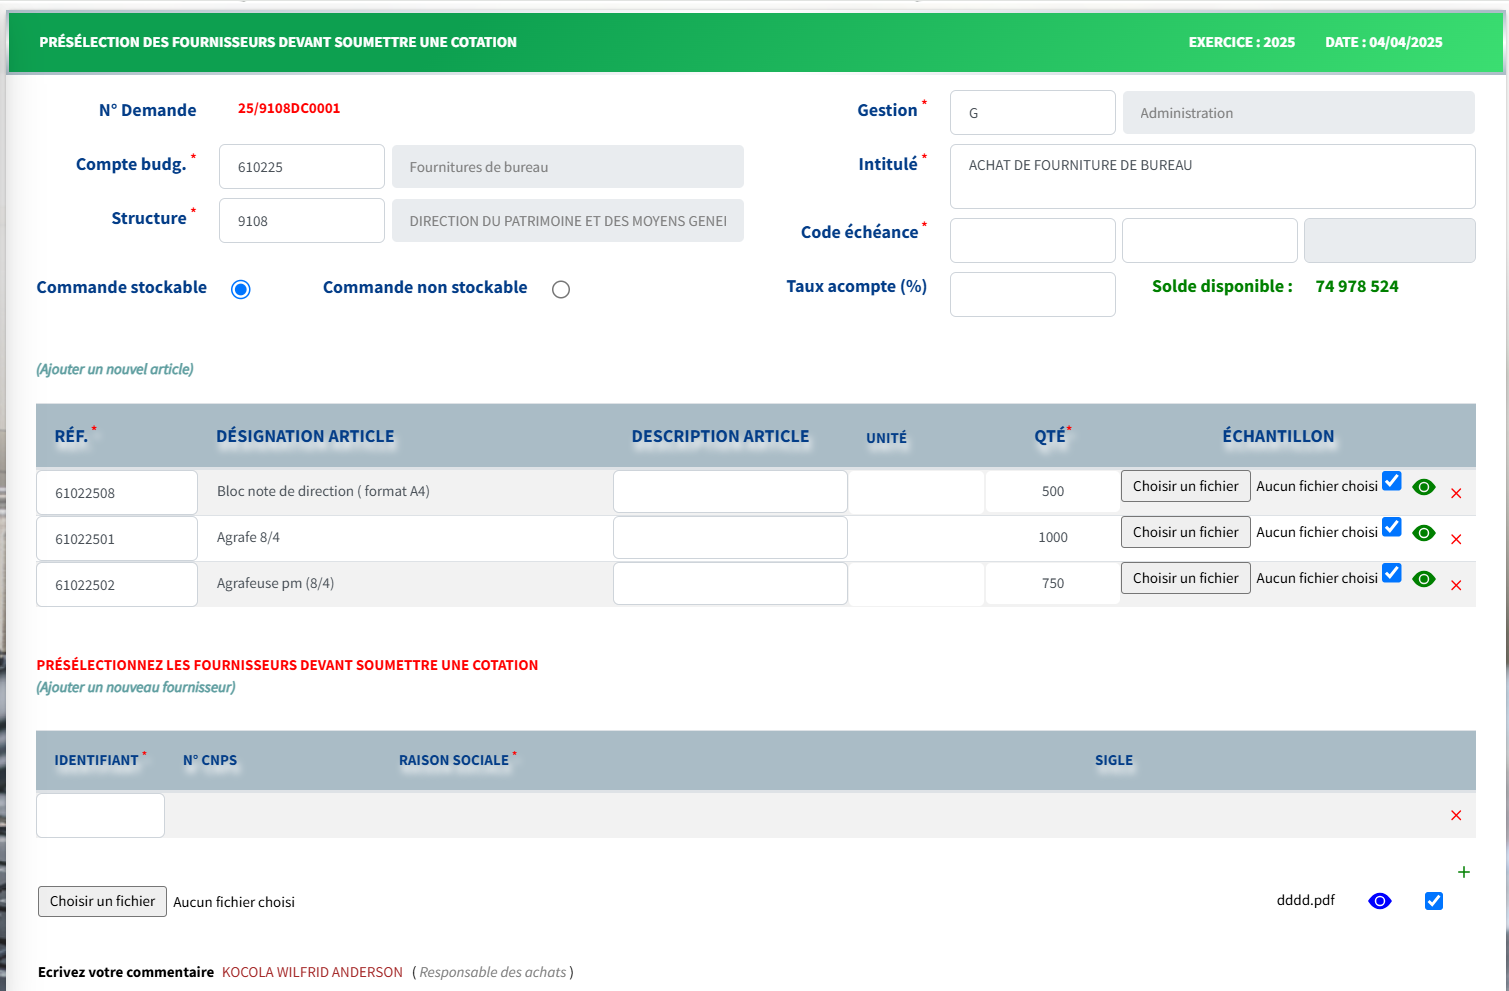 PRÉSÉLECTION DES FOURNISSEURS DEVANT SOUMETTRE UNE COTATION EXERCICE : 2025 DATE : 04/04/2025
N° Demande 25/9108DC0001 Gestion * G Administration
Compte budg. * 610225 Fournitures de bureau Intitulé * ACHAT DE FOURNITURE DE BUREAU
Structure * 9108 DIRECTION DU PATRIMOINE ET DES MOYENS GENEI Code échéance *
Commande stockable Commande non stockable Taux acompte (%) Solde disponible : 74 978 524
(Ajouter un nouvel article)
RÉF. * DÉSIGNATION ARTICLE DESCRIPTION ARTICLE UNITÉ QTÉ* ÉCHANTILLON
61022508 Bloc note de direction ( format A4) 500 Choisir un fichier Aucun fichier choisi
61022501 Agrafe 8/4 1000 Choisir un fichier Aucun fichier choisi
61022502 Agrafeuse pm (8/4) 750 Choisir un fichier Aucun fichier choisi
PRÉSÉLECTIONNEZ LES FOURNISSEURS DEVANT SOUMETTRE UNE COTATION
(Ajouter un nouveau fournisseur)
IDENTIFIANT * N° CNPS RAISON SOCIALE * SIGLE
Choisir un fichier Aucun fichier choisi dddd.pdf
Ecrivez votre commentaire KOCOLA WILFRID ANDERSON ( Responsable des achats )